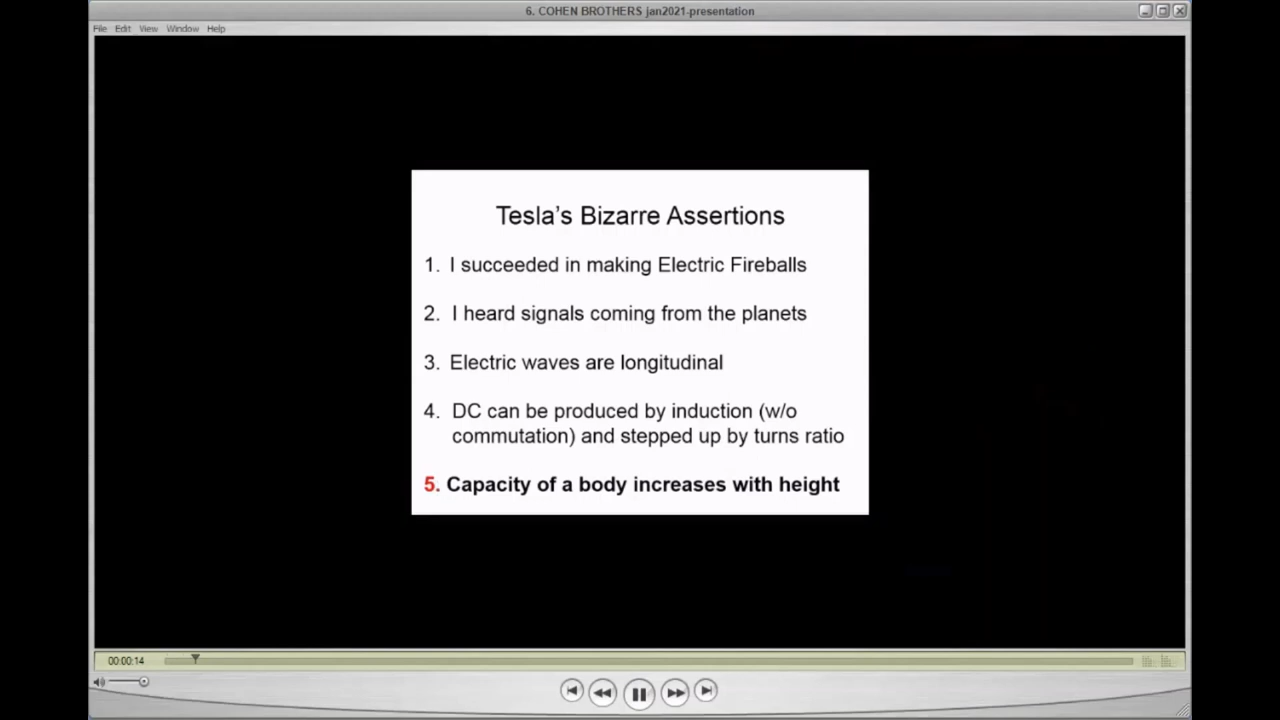 6. COHEN BROTHERS jan2021-presentation
File Edit View Window Help
Tesla's Bizarre Assertions
1. I succeeded in making Electric Fireballs
2. I heard signals coming from the planets
3. Electric waves are longitudinal
4. DC can be produced by induction (w/o
commutation) and stepped up by turns ratio
5. Capacity of a body increases with height
00:00:14